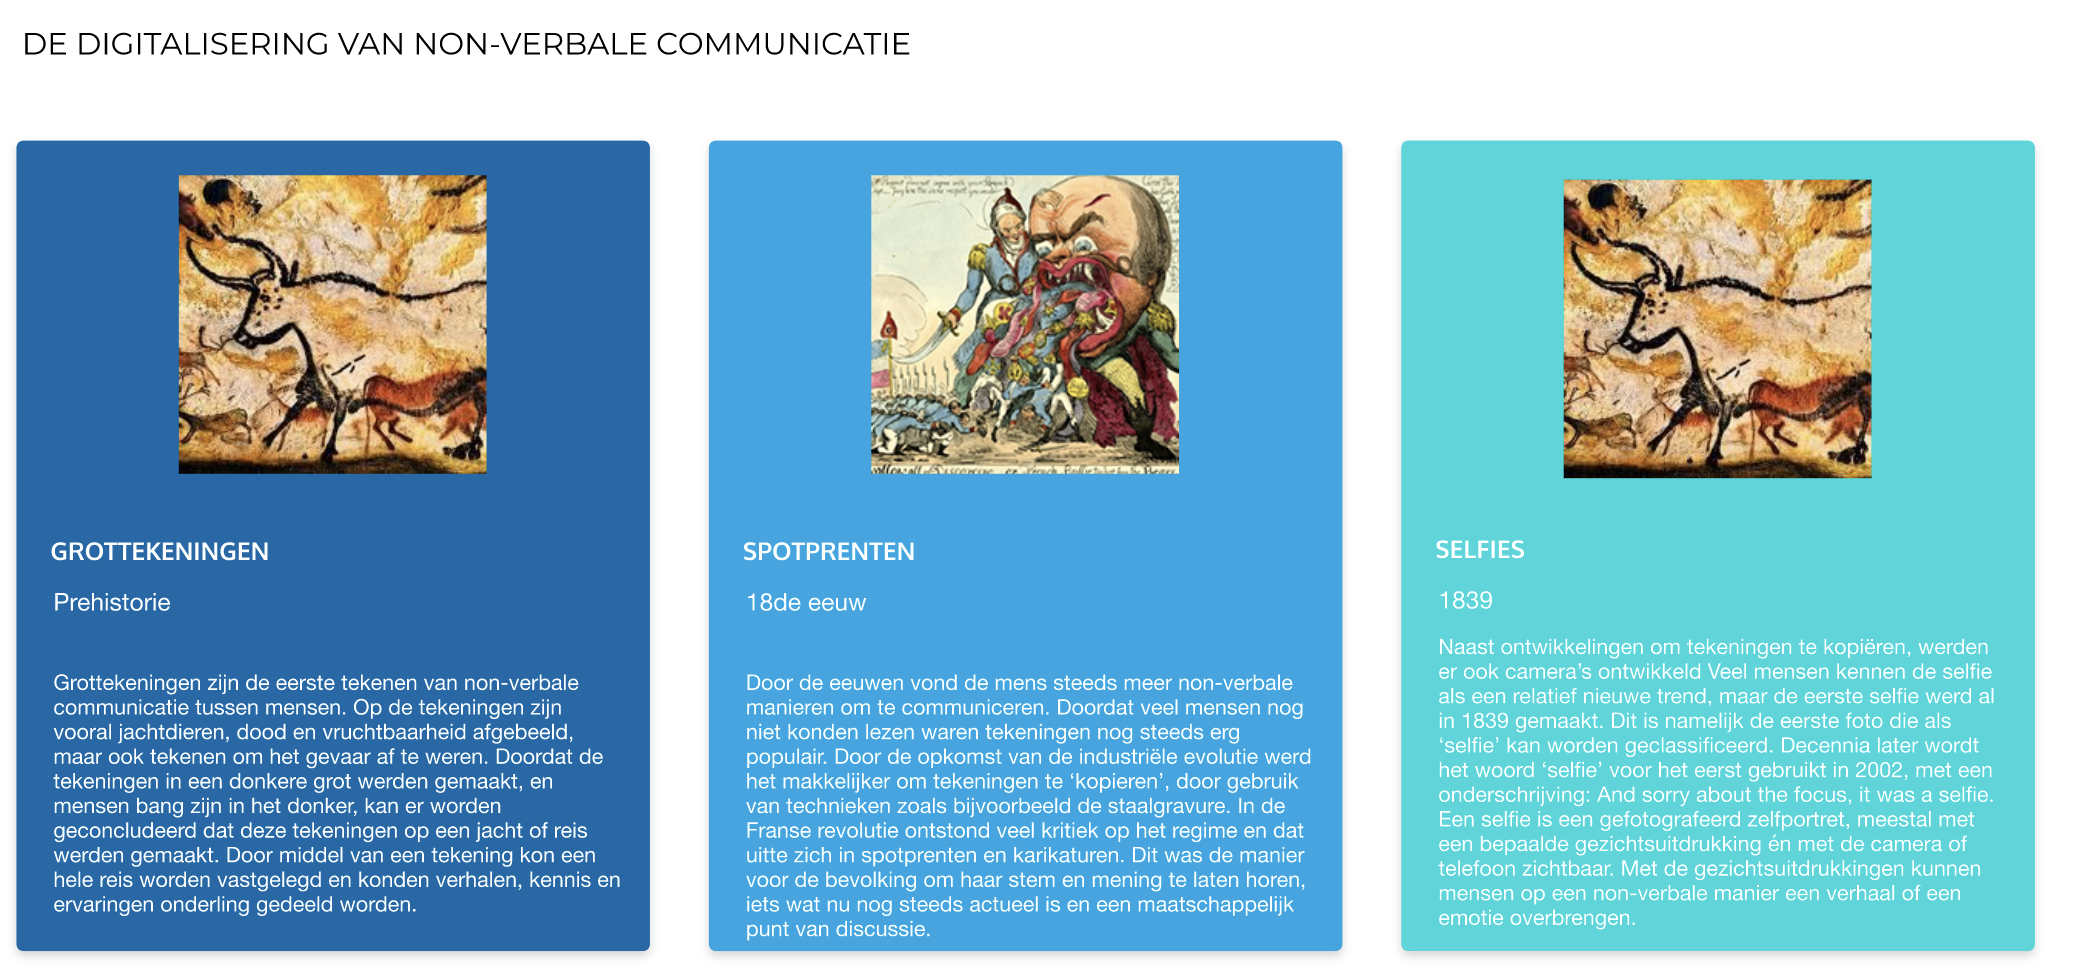 DE DIGITALISERING VAN NON-VERBALE COMMUNICATIE
GROTTEKENINGEN
Prehistorie
Grottekeningen zijn de eerste tekenen van non-verbale
communicatie tussen mensen. Op de tekeningen zijn
vooral jachtdieren, dood en vruchtbaarheid afgebeeld,
maar ook tekenen om het gevaar af te weren. Doordat de
tekeningen in een donkere grot werden gemaakt, en
mensen bang zijn in het donker, kan er worden
geconcludeerd dat deze tekeningen op een jacht of reis
werden gemaakt. Door middel van een tekening kon een
hele reis worden vastgelegd en konden verhalen, kennis en
ervaringen onderling gedeeld worden.
SPOTPRENTEN
18de eeuw
Door de eeuwen vond de mens steeds meer non-verbale
manieren om te communiceren. Doordat veel mensen nog
niet konden lezen waren tekeningen nog steeds erg
populair. Door de opkomst van de industriële evolutie werd
het makkelijker om tekeningen te ‘kopieren’, door gebruik
van technieken zoals bijvoorbeeld de staalgravure. In de
Franse revolutie ontstond veel kritiek op het regime en dat
uitte zich in spotprenten en karikaturen. Dit was de manier
voor de bevolking om haar stem en mening te laten horen,
iets wat nu nog steeds actueel is en een maatschappelijk
punt van discussie.
SELFIES
1839
Naast ontwikkelingen om tekeningen te kopiëren, werden
er ook camera’s ontwikkeld Veel mensen kennen de selfie
als een relatief nieuwe trend, maar de eerste selfie werd al
in 1839 gemaakt. Dit is namelijk de eerste foto die als
‘selfie’ kan worden geclassificeerd. Decennia later wordt
het woord ‘selfie’ voor het eerst gebruikt in 2002, met een
onderschrijving: And sorry about the focus, it was a selfie.
Een selfie is een gefotografeerd zelfportret, meestal met
een bepaalde gezichtsuitdrukking én met de camera of
telefoon zichtbaar. Met de gezichtsuitdrukkingen kunnen
mensen op een non-verbale manier een verhaal of een
emotie overbrengen.